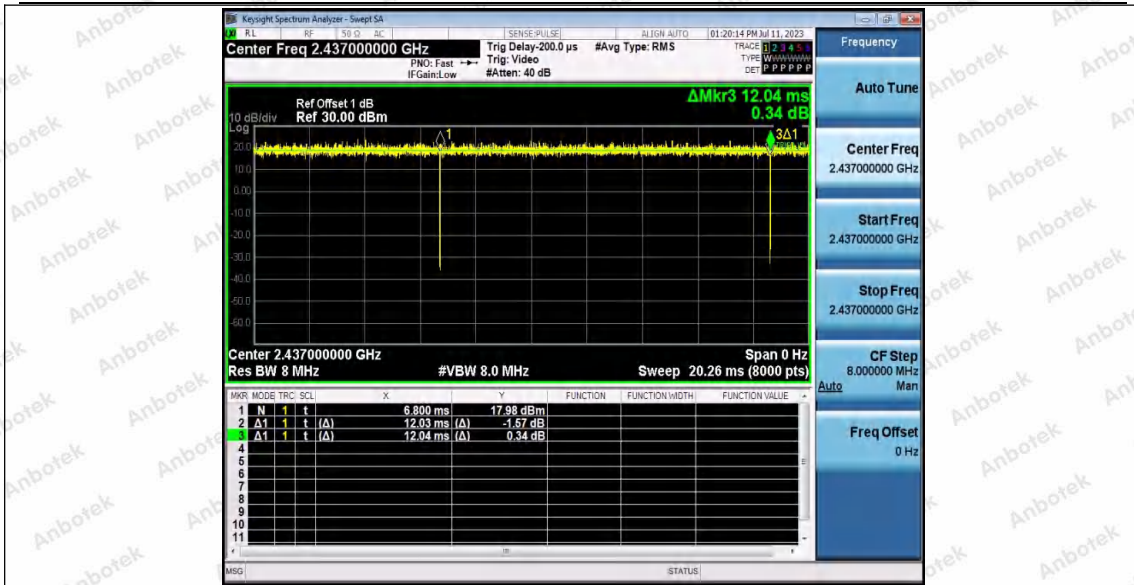 Keysight Spectrum Analyzer - Swept SA
RL RF 50 Ω AC SENSE:PULSE ALIGN AUTO 01:20:14 PM Jul 11, 2023
Center Freq 2.437000000 GHz
PNO: Fast
IFGain:Low
Trig Delay-200.0 µs
Trig: Video
#Atten: 40 dB
#Avg Type: RMS
TRACE 1 2 3 4 5 6
TYPE WWWWWW
DET P P P P P P
ΔMkr3 12.04 ms
0.34 dB
Ref Offset 1 dB
10 dB/div Ref 30.00 dBm
Log
20.0
10.0
0.00
-10.0
-20.0
-30.0
-40.0
-50.0
-60.0
1
3Δ1
Center 2.437000000 GHz Span 0 Hz
Res BW 8 MHz #VBW 8.0 MHz Sweep 20.26 ms (8000 pts)
MKR MODE TRC SCL X Y FUNCTION FUNCTION WIDTH FUNCTION VALUE
1 N 1 t 6.800 ms 17.98 dBm
2 Δ1 1 t (Δ) 12.03 ms (Δ) -1.57 dB
3 Δ1 1 t (Δ) 12.04 ms (Δ) 0.34 dB
4
5
6
7
8
9
10
11
MSG STATUS
Frequency
Auto Tune
Center Freq
2.437000000 GHz
Start Freq
2.437000000 GHz
Stop Freq
2.437000000 GHz
CF Step
8.000000 MHz
Auto Man
Freq Offset
0 Hz
Anbotek